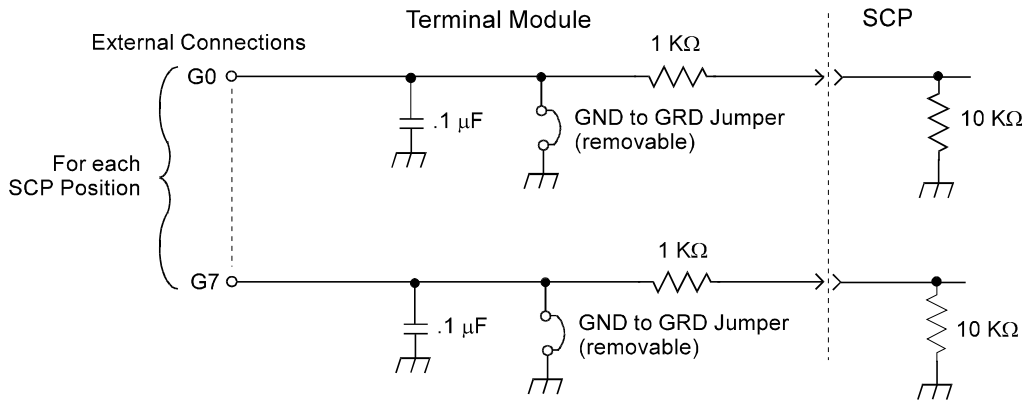 Terminal Module
SCP
External Connections
1 KΩ
G0
.1 µF
GND to GRD Jumper
(removable)
10 KΩ
For each
SCP Position
1 KΩ
G7
.1 µF
GND to GRD Jumper
(removable)
10 KΩ